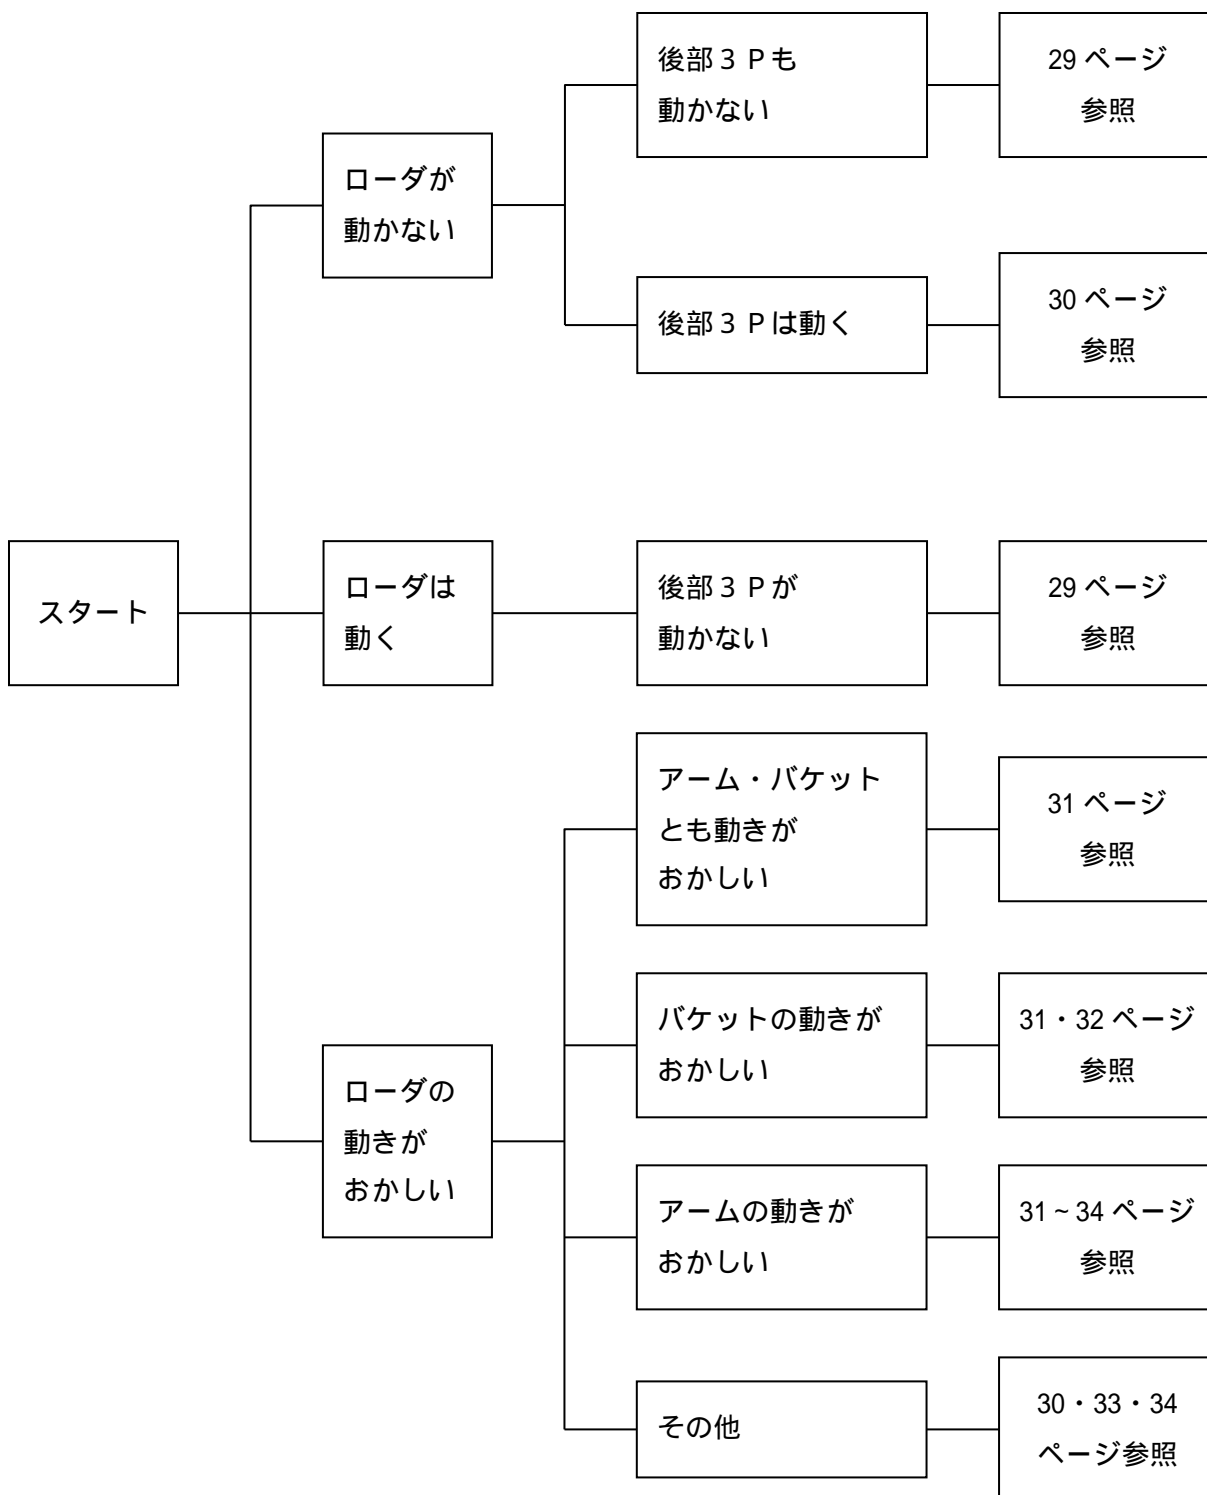 スタート
ローダが
動かない
後部３Ｐも
動かない
29 ページ
参照
後部３Ｐは動く
30 ページ
参照
ローダは
動く
後部３Ｐが
動かない
29 ページ
参照
ローダの
動きが
おかしい
アーム・バケット
とも動きが
おかしい
31 ページ
参照
バケットの動きが
おかしい
31・32 ページ
参照
アームの動きが
おかしい
31～34 ページ
参照
その他
30・33・34
ページ参照